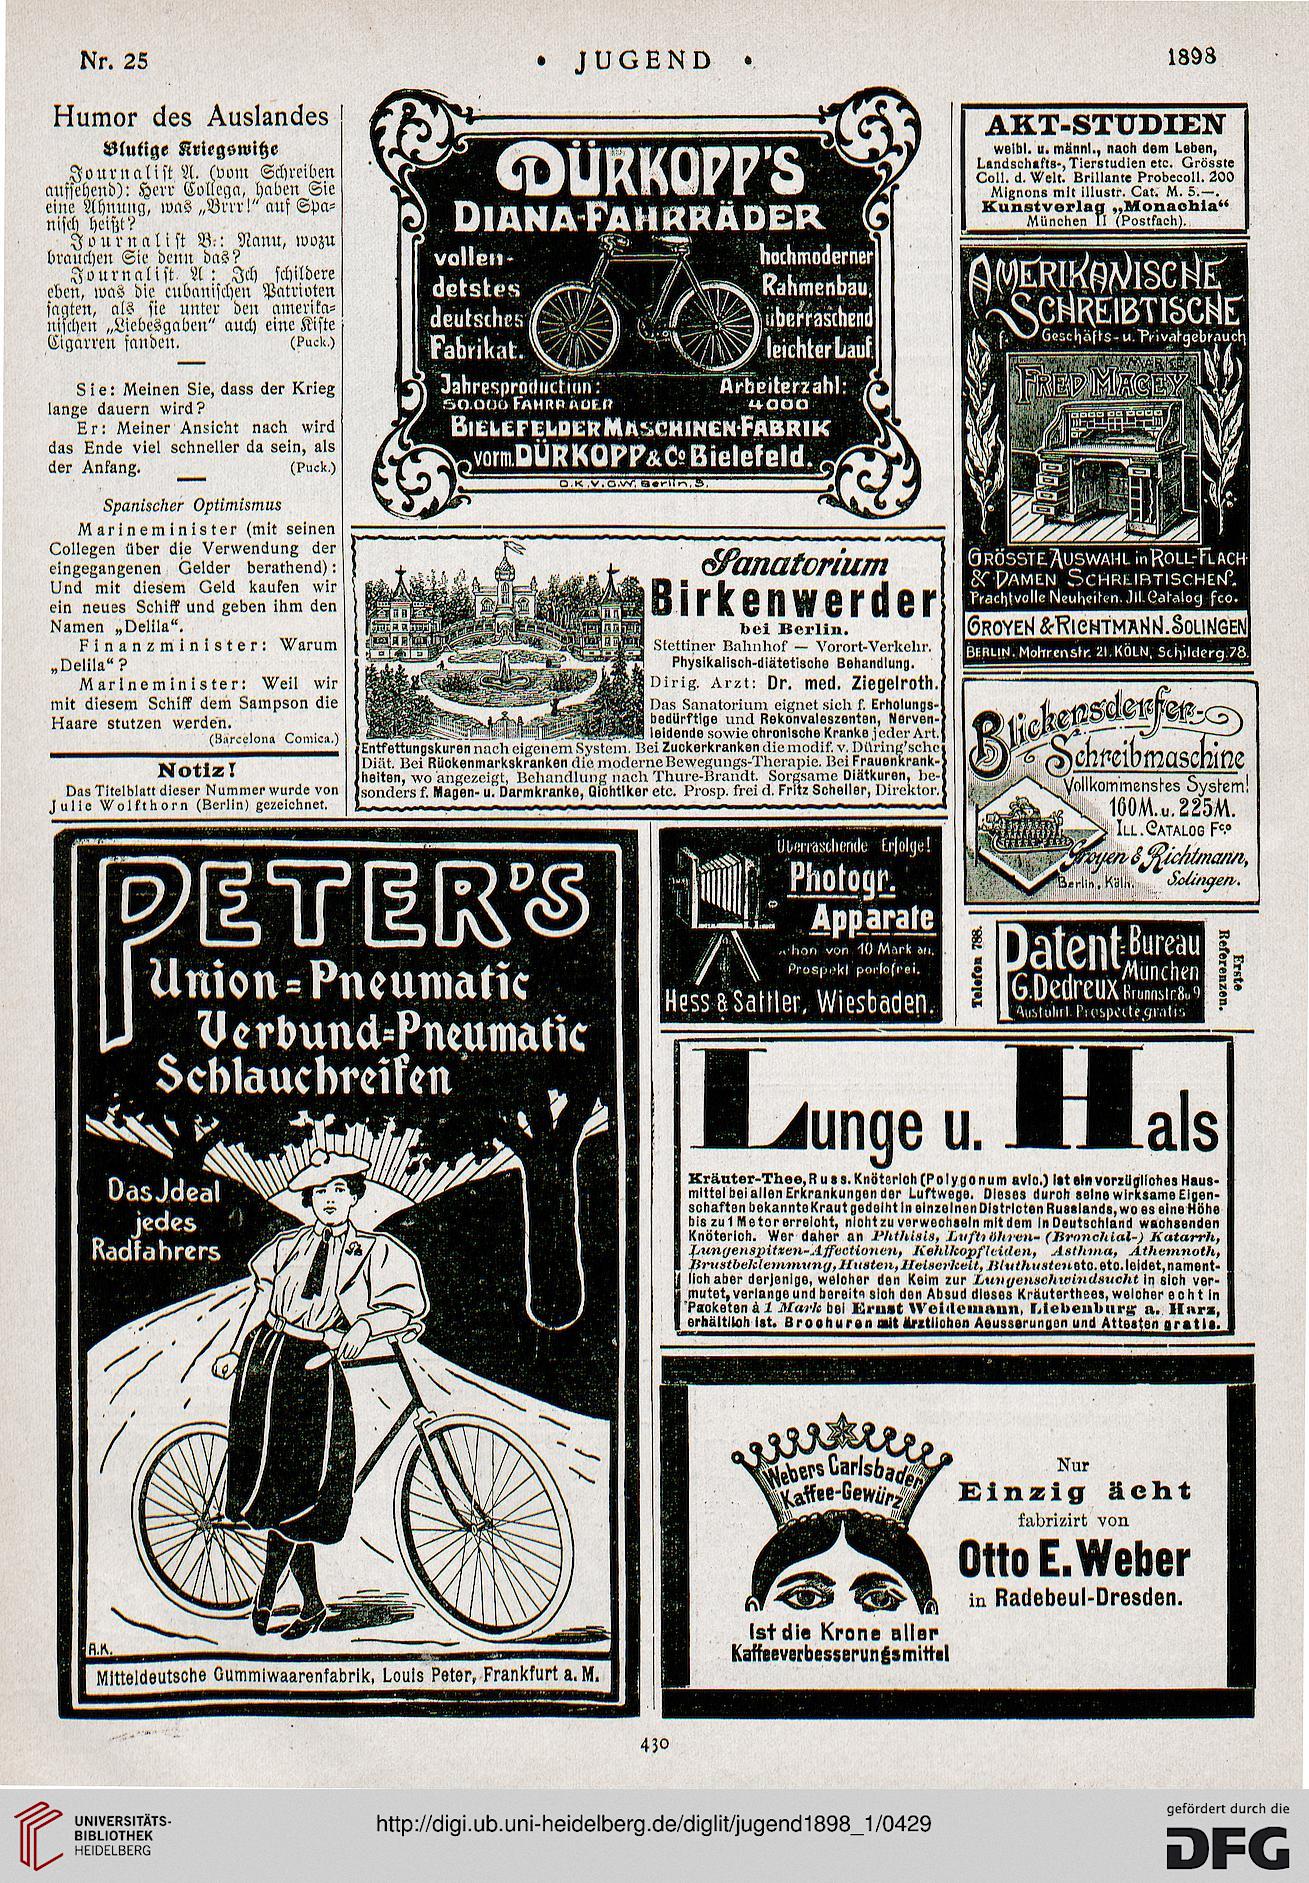 Nr. 25
• JUGEND •
1898
Humor des Auslandes
Blutige Kriegswitze
Journalist A. (vom Schreiben
aufsehend): Herr Collega, haben Sie
eine Ahnung, was „Brrr!“ auf Spa-
nisch heißt?
Journalist B.: Nanu, wozu
brauchen Sie denn das?
Journalist A: Ich schildere
eben, was die cubanischen Patrioten
sagten, als sie unter den amerika-
nischen „Liebesgaben“ auch eine Kiste
Cigarren fanden. (Puck.)
Sie: Meinen Sie, dass der Krieg
lange dauern wird?
Er: Meiner Ansicht nach wird
das Ende viel schneller da sein, als
der Anfang. (Puck.)
Spanischer Optimismus
Marineminister (mit seinen
Collegen über die Verwendung der
eingegangenen Gelder berathend):
Und mit diesem Geld kaufen wir
ein neues Schiff und geben ihm den
Namen „Delila“.
Finanzminister: Warum
„Delila“?
Marineminister: Weil wir
mit diesem Schiff dem Sampson die
Haare stutzen werden.
(Barcelona Comica.)
Notiz!
Das Titelblatt dieser Nummer wurde von
Julie Wolfthorn (Berlin) gezeichnet.
DÜRKOPP'S
DIANA-FAHRRÄDER
vollen-
detstes
deutsches
Fabrikat.
hochmoderner
Rahmenbau
überraschend
leichter Lauf
Jahresproduction:
50.000 FAHRRÄDER
Arbeiterzahl:
4000
BIELEFELDER MASCHINEN-FABRIK
vorm. DÜRKOPP & Co Bielefeld.
O.K.V.G.W. Berlin, S.
Sanatorium
Birkenwerder
bei Berlin.
Stettiner Bahnhof — Vorort-Verkehr.
Physikalisch-diätetische Behandlung.
Dirig. Arzt: Dr. med. Ziegelroth.
Das Sanatorium eignet sich f. Erholungs-
bedürftige und Rekonvaleszenten, Nerven-
leidende sowie chronische Kranke jeder Art.
Entfettungskuren nach eigenem System. Bei Zuckerkranken die modif. v. Düring'sche
Diät. Bei Rückenmarkskranken die moderne Bewegungs-Therapie. Bei Frauenkrank-
heiten, wo angezeigt, Behandlung nach Thure-Brandt. Sorgsame Diätkuren, be-
sonders f. Magen- u. Darmkranke, Gichtiker etc. Prosp. frei d. Fritz Scheller, Direktor.
AKT-STUDIEN
weibl. u. männl., nach dem Leben,
Landschafts-, Tierstudien etc. Grösste
Coll. d. Welt. Brillante Probecoll. 200
Mignons mit illustr. Cat. M. 5.—.
Kunstverlag „Monachia“
München II (Postfach).
AMERIKANISCHE
SCHREIBTISCHE
f. Geschäfts- u. Privatgebrauch
FRED MACEY
GRÖSSTE AUSWAHL in ROLL-FLACH
& DAMEN SCHREIBTISCHEN.
Prachtvolle Neuheiten. Ill. Catalog fco.
GROYEN & RICHTMANN. SOLINGEN
BERLIN. Mohrenstr. 21. KÖLN, Schilderg. 78.
Blickensderfer-
Schreibmaschine
Vollkommenstes System!
160 M. u. 225 M.
ILL. CATALOG Fco
Groyen & Richtmann,
Berlin, Köln. Solingen.
PETER'S
Union=Pneumatic
Verbund=Pneumatic
Schlauchreifen
Das Ideal
jedes
Radfahrers
A.K.
Mitteldeutsche Gummiwaarenfabrik, Louis Peter, Frankfurt a. M.
Überraschende Erfolge!
Photogr.
Apparate
schon von 10 Mark an.
Prospekt portofrei.
Hess & Sattler, Wiesbaden.
Telefon 788.
Patent-Bureau
München
G. Dedreux Brunnstr. 8 u. 9
Ausführl. Prospecte gratis
Erste
Referenzen.
Lunge u. Hals
Kräuter-Thee, Russ. Knöterich (Polygonum avic.) ist ein vorzügliches Haus-
mittel bei allen Erkrankungen der Luftwege. Dieses durch seine wirksame Eigen-
schaften bekannte Kraut gedeiht in einzelnen Districten Russlands, wo es eine Höhe
bis zu 1 Meter erreicht, nicht zu verwechseln mit dem in Deutschland wachsenden
Knöterich. Wer daher an Phthisis, Luftröhren- (Bronchial-) Katarrh,
Lungenspitzen-Affectionen, Kehlkopfleiden, Asthma, Athemnoth,
Brustbeklemmung, Husten, Heiserkeit, Bluthusten etc. etc. leidet, nament-
lich aber derjenige, welcher den Keim zur Lungenschwindsucht in sich ver-
mutet, verlange und bereite sich den Absud dieses Kräuterthees, welcher echt in
Packeten à 1 Mark bei Ernst Weidemann, Liebenburg a. Harz,
erhältlich ist. Brochuren mit ärztlichen Aeusserungen und Attesten gratis.
Webers Carlsbader
Kaffee-Gewürz
Ist die Krone aller
Kaffeeverbesserungsmittel
Nur
Einzig ächt
fabrizirt von
Otto E. Weber
in Radebeul-Dresden.
430
UNIVERSITÄTS-
BIBLIOTHEK
HEIDELBERG
http://digi.ub.uni-heidelberg.de/diglit/jugend1898_1/0429
gefördert durch die
DFG